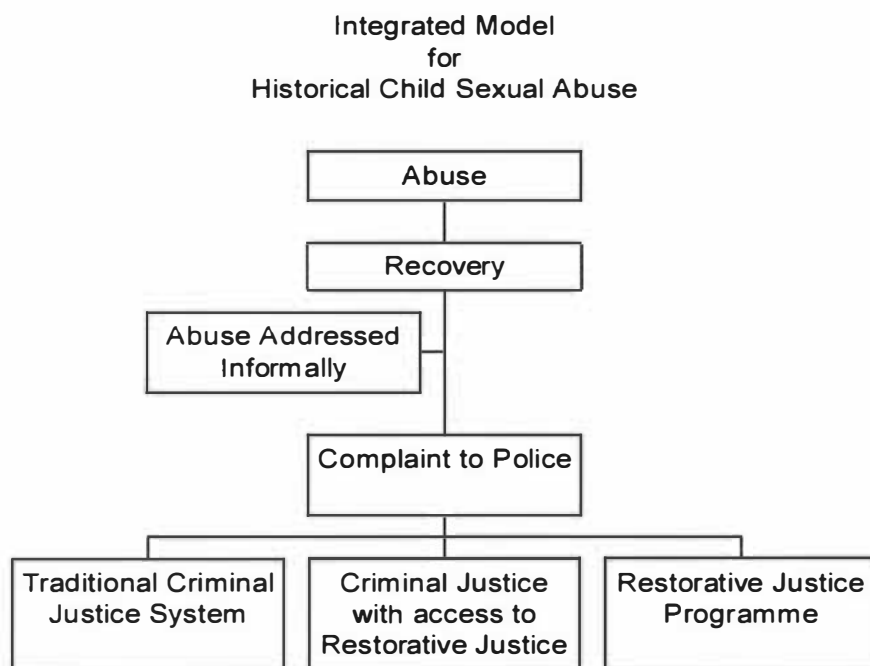 Integrated Model
for
Historical Child Sexual Abuse
Abuse
Recovery
Abuse Addressed
Informally
Complaint to Police
Traditional Criminal
Justice System
Criminal Justice
with access to
Restorative Justice
Restorative Justice
Programme